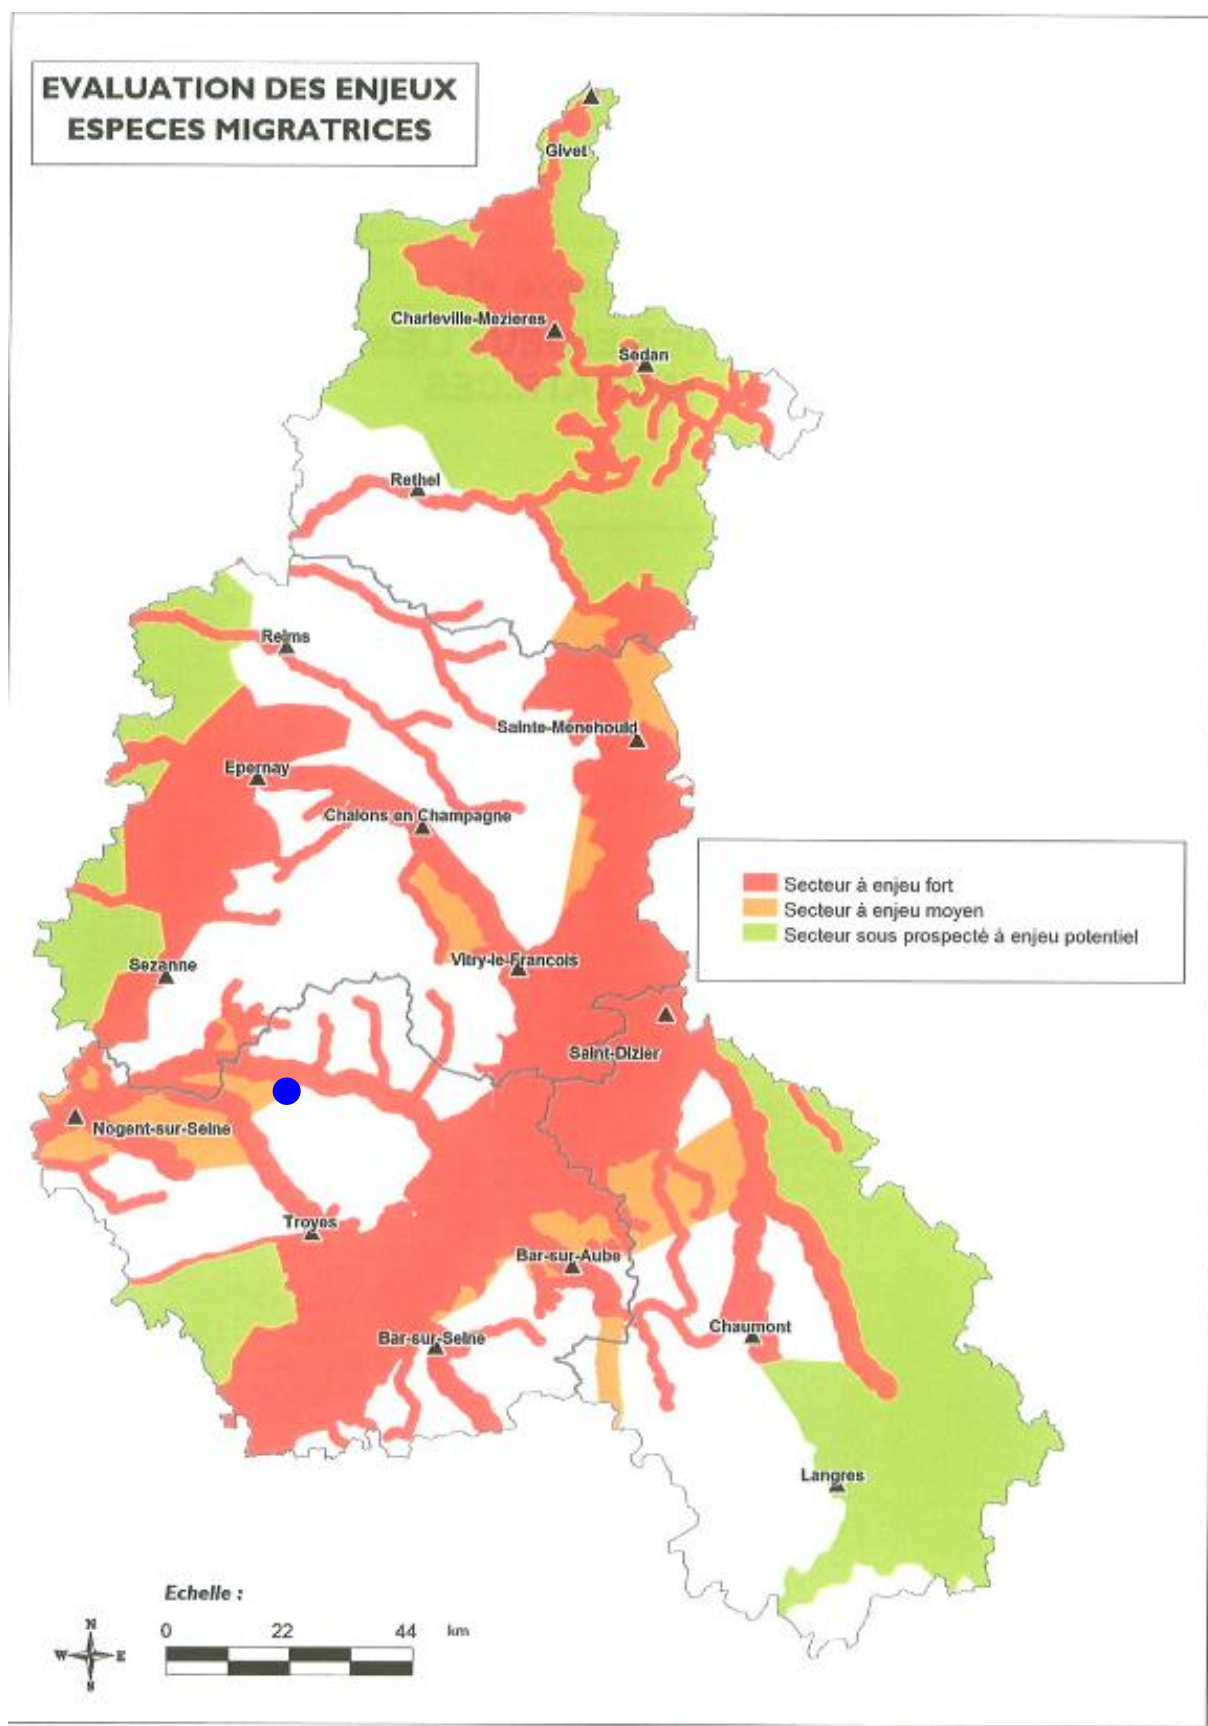 EVALUATION DES ENJEUX
ESPECES MIGRATRICES
Givet
Charleville-Mezieres
Sedan
Rethel
Reims
Sainte-Menehould
Epernay
Chalons en Champagne
Secteur à enjeu fort
Secteur à enjeu moyen
Secteur sous prospecté à enjeu potentiel
Vitry-le-Francois
Sezanne
Saint-Dizier
Nogent-sur-Seine
Troyes
Bar-sur-Aube
Chaumont
Bar-sur-Seine
Langres
Echelle :
0 22 44 km
N
W E
S